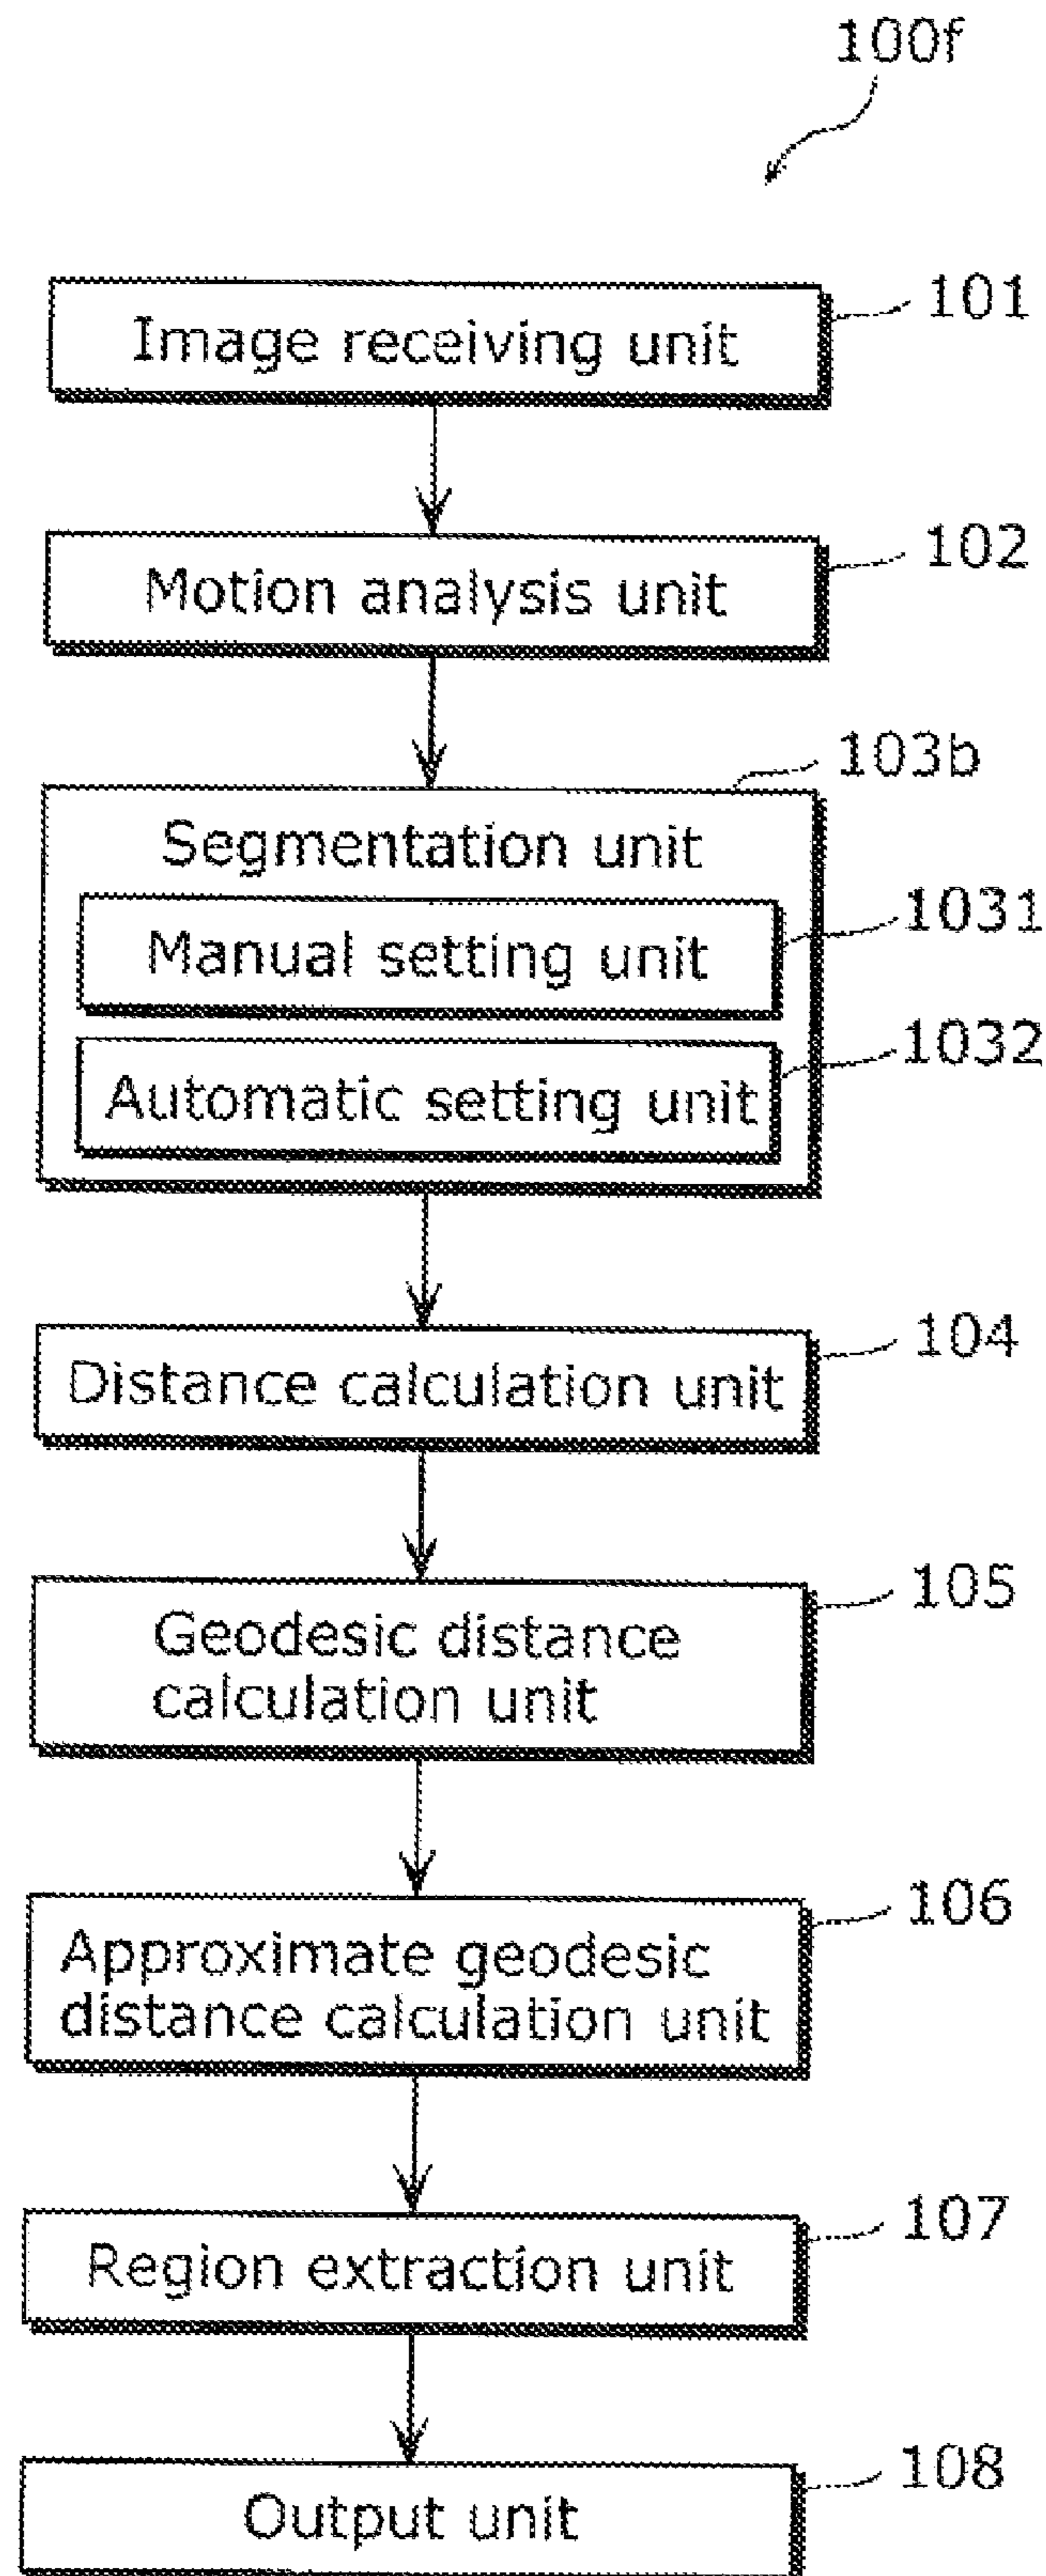 100f
Image receiving unit
101
Motion analysis unit
102
103b
Segmentation unit
Manual setting unit
1031
Automatic setting unit
1032
Distance calculation unit
104
Geodesic distance
calculation unit
105
Approximate geodesic
distance calculation unit
106
Region extraction unit
107
Output unit
108